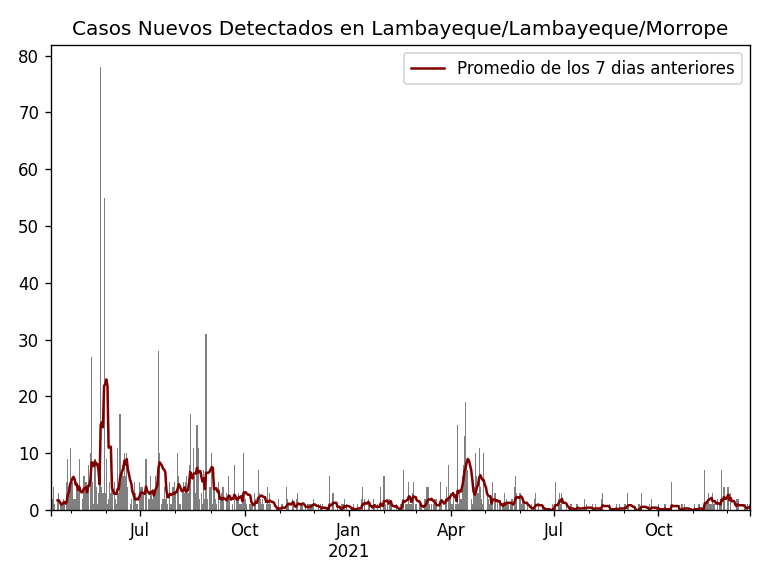 Casos Nuevos Detectados en Lambayeque/Lambayeque/Morrope
Promedio de los 7 dias anteriores
80
70
60
50
40
30
20
10
0
Jul
Oct
Jan
2021
Apr
Jul
Oct